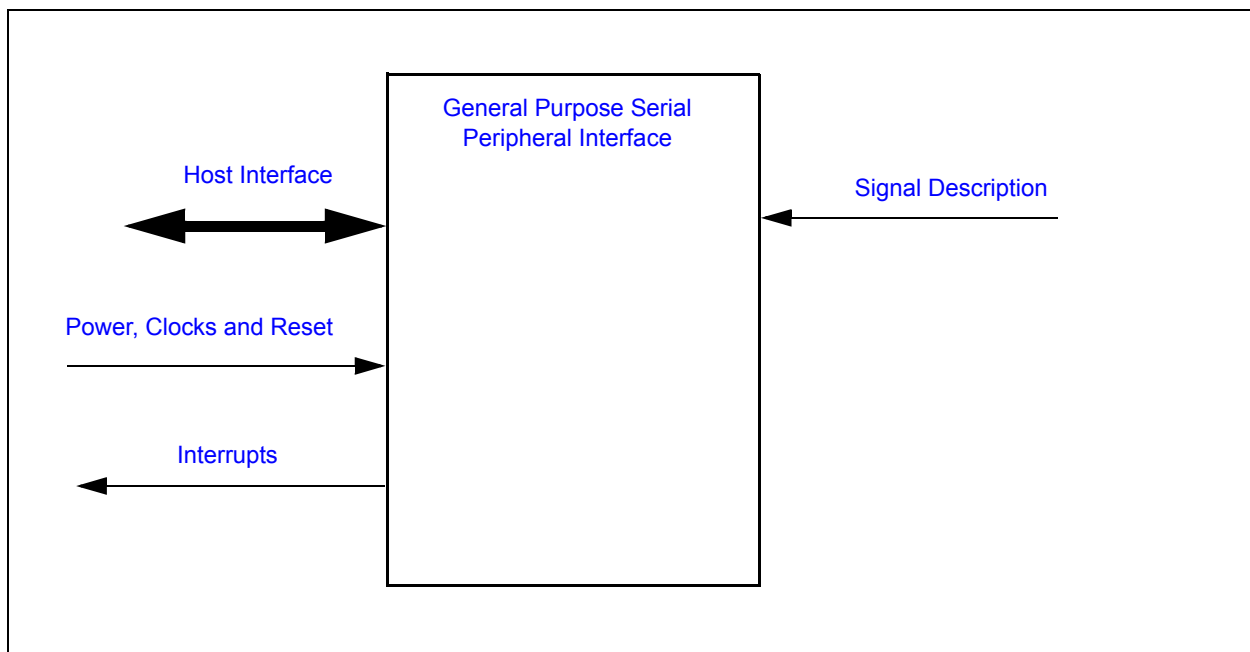 General Purpose Serial
Peripheral Interface
Host Interface
Signal Description
Power, Clocks and Reset
Interrupts